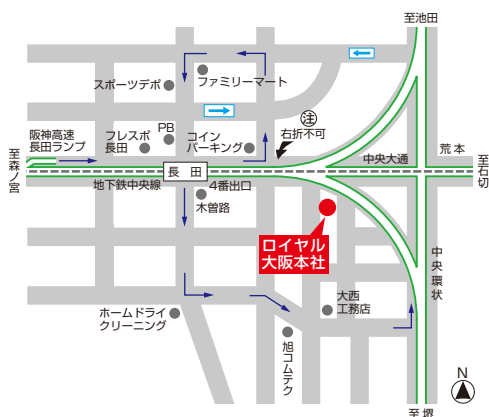 至池田
スポーツデポ
ファミリーマート
注
右折不可
阪神高速
長田ランプ
フレスポ
長田
PB
コイン
パーキング
中央大通
荒本
至森ノ宮
長田
至石切
地下鉄中央線
4番出口
木曽路
ロイヤル
大阪本社
中央環状
大西
工務店
ホームドライ
クリーニング
旭コムテク
N
至堺